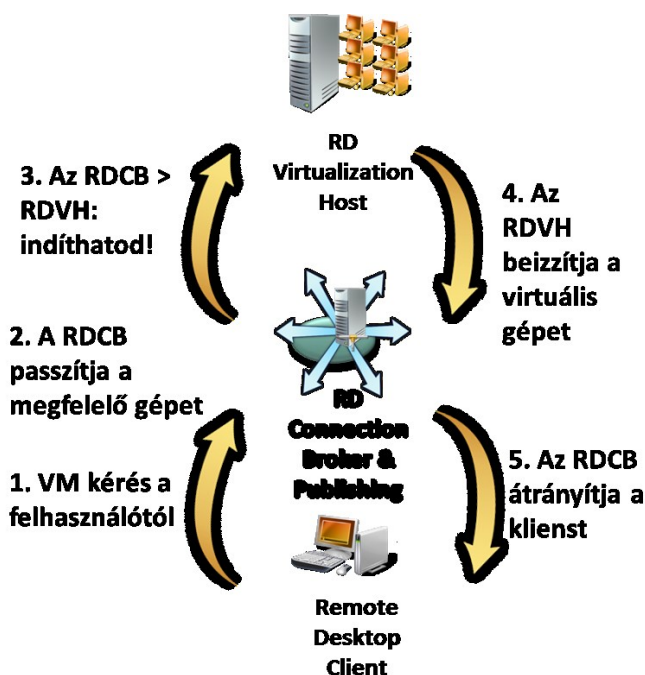 RD
Virtualization
Host
3. Az RDCB >
RDVH:
indíthatod!
4. Az
RDVH
beizzítja a
virtuális
gépet
2. A RDCB
passzítja a
megfelelő gépet
RD
Connection
Broker &
Publishing
1. VM kérés a
felhasználótól
5. Az RDCB
átrányítja a
klienst
Remote
Desktop
Client